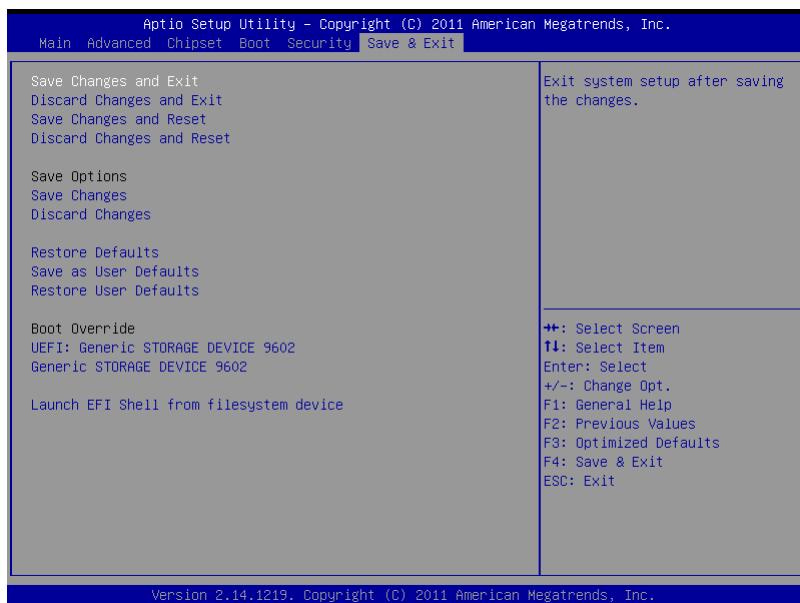 Aptio Setup Utility – Copyright (C) 2011 American Megatrends, Inc.
Main Advanced Chipset Boot Security Save & Exit
Save Changes and Exit
Discard Changes and Exit
Save Changes and Reset
Discard Changes and Reset
Save Options
Save Changes
Discard Changes
Restore Defaults
Save as User Defaults
Restore User Defaults
Boot Override
UEFI: Generic STORAGE DEVICE 9602
Generic STORAGE DEVICE 9602
Launch EFI Shell from filesystem device
Exit system setup after saving
the changes.
→←: Select Screen
↑↓: Select Item
Enter: Select
+/-: Change Opt.
F1: General Help
F2: Previous Values
F3: Optimized Defaults
F4: Save & Exit
ESC: Exit
Version 2.14.1219. Copyright (C) 2011 American Megatrends, Inc.